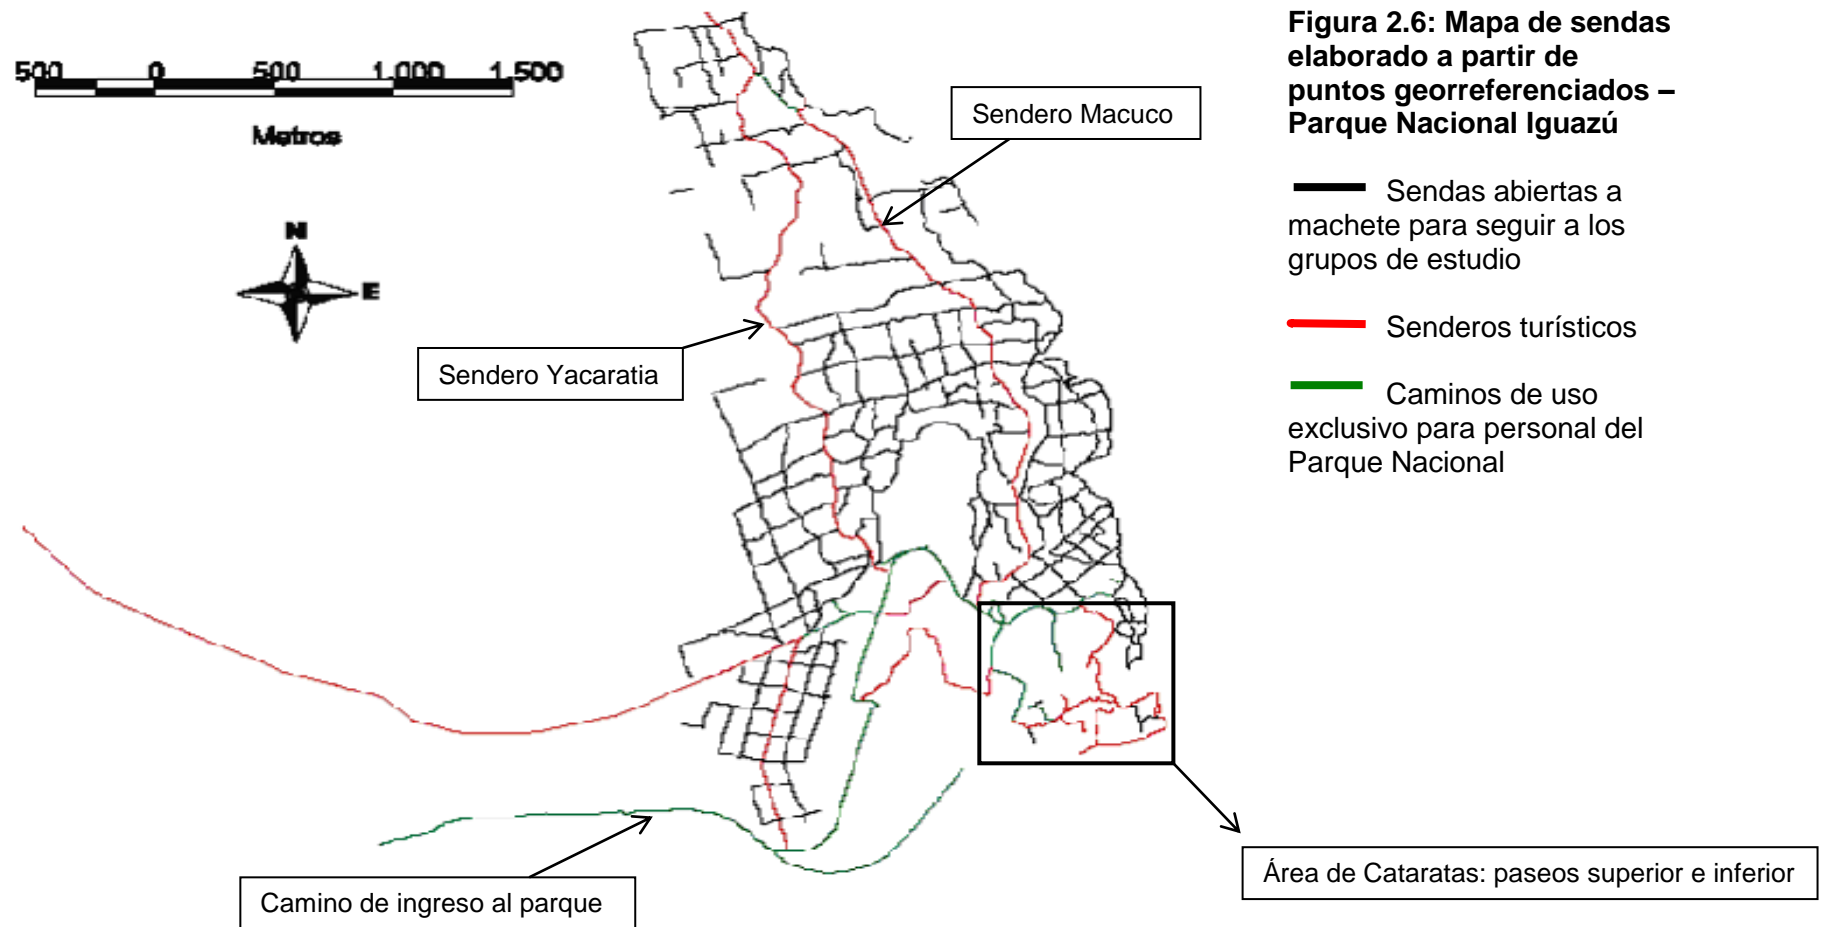 Figura 2.6: Mapa de sendas
elaborado a partir de
puntos georreferenciados –
Parque Nacional Iguazú
500 0 500 1,000 1,500
Metros
Sendero Macuco
Sendas abiertas a
machete para seguir a los
grupos de estudio
N
E
Senderos turísticos
Sendero Yacaratia
Caminos de uso
exclusivo para personal del
Parque Nacional
Área de Cataratas: paseos superior e inferior
Camino de ingreso al parque